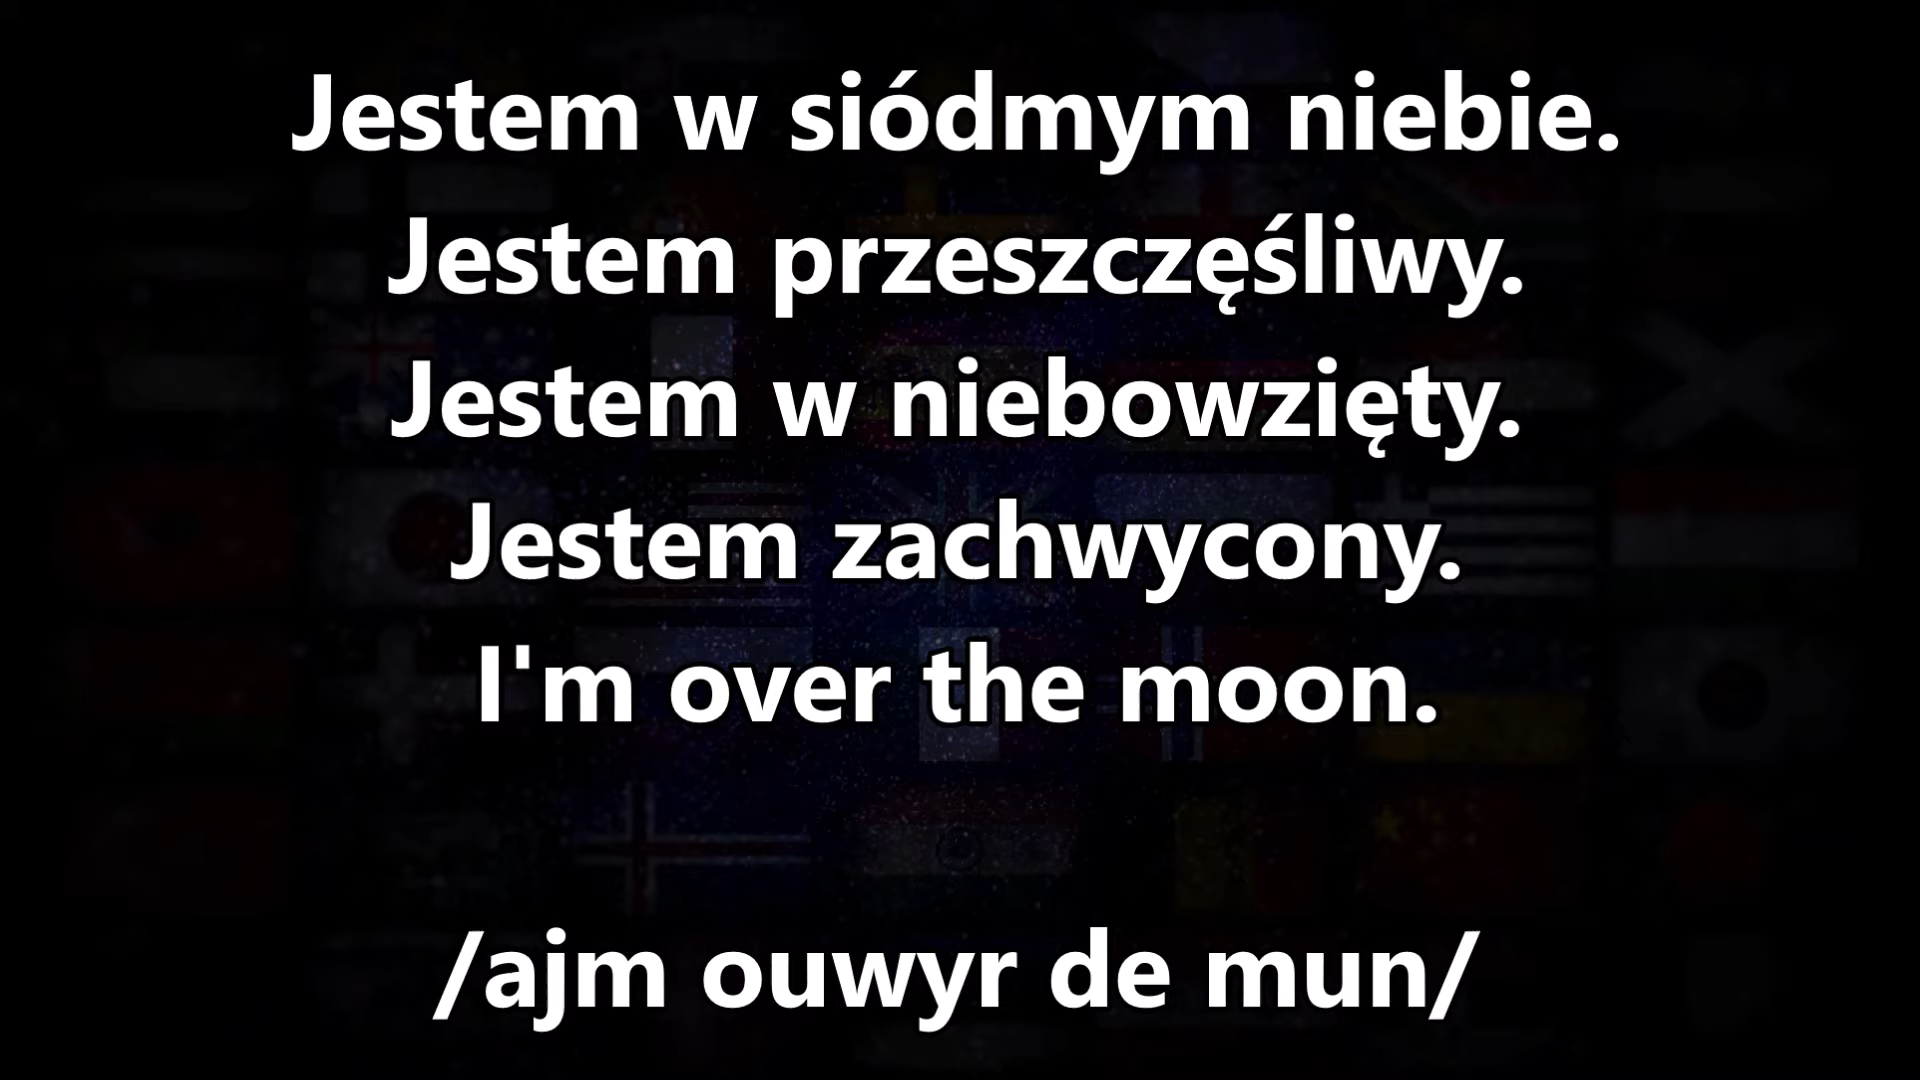 Jestem w siódmym niebie.
Jestem przeszczęśliwy.
Jestem w niebowzięty.
Jestem zachwycony.
I'm over the moon.
/ajm ouwyr de mun/